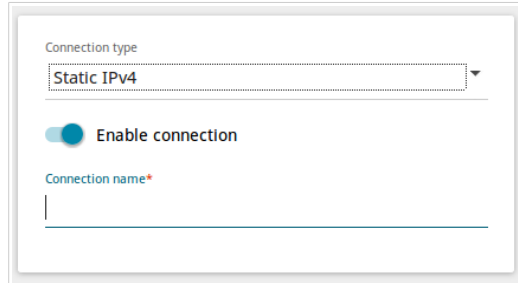 Connection type
Static IPv4
Enable connection
Connection name*